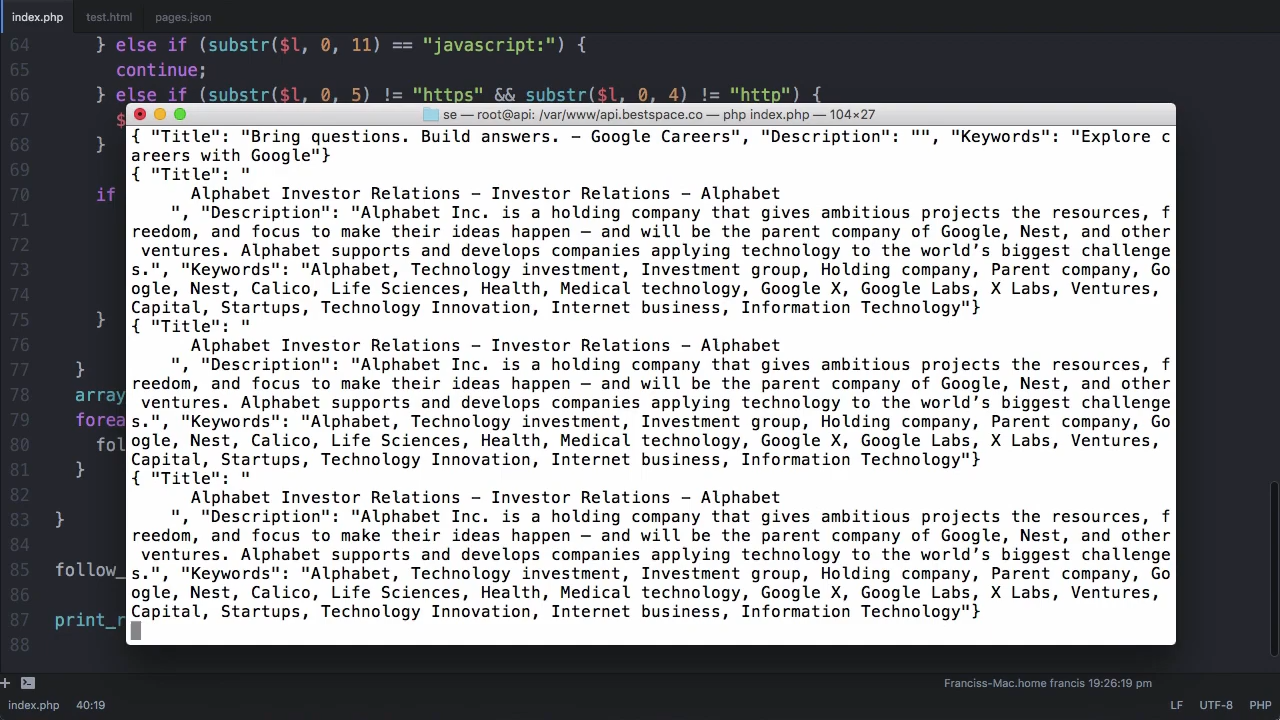 index.php test.html pages.json
64 } else if (substr($l, 0, 11) == "javascript:") {
65 continue;
66 } else if (substr($l, 0, 5) != "https" && substr($l, 0, 4) != "http") {
67 $
68 }
69
70 if
71
72
73
74
75 }
76
77 }
78 array
79 forea
80 fol
81 }
82
83 }
84
85 follow_
86
87 print_r
88
se — root@api: /var/www/api.bestspace.co — php index.php — 104×27
{ "Title": "Bring questions. Build answers. – Google Careers", "Description": "", "Keywords": "Explore c
areers with Google"}
{ "Title": "
Alphabet Investor Relations – Investor Relations – Alphabet
", "Description": "Alphabet Inc. is a holding company that gives ambitious projects the resources, f
reedom, and focus to make their ideas happen – and will be the parent company of Google, Nest, and other
ventures. Alphabet supports and develops companies applying technology to the world’s biggest challenge
s.", "Keywords": "Alphabet, Technology investment, Investment group, Holding company, Parent company, Go
ogle, Nest, Calico, Life Sciences, Health, Medical technology, Google X, Google Labs, X Labs, Ventures,
Capital, Startups, Technology Innovation, Internet business, Information Technology"}
{ "Title": "
Alphabet Investor Relations – Investor Relations – Alphabet
", "Description": "Alphabet Inc. is a holding company that gives ambitious projects the resources, f
reedom, and focus to make their ideas happen – and will be the parent company of Google, Nest, and other
ventures. Alphabet supports and develops companies applying technology to the world’s biggest challenge
s.", "Keywords": "Alphabet, Technology investment, Investment group, Holding company, Parent company, Go
ogle, Nest, Calico, Life Sciences, Health, Medical technology, Google X, Google Labs, X Labs, Ventures,
Capital, Startups, Technology Innovation, Internet business, Information Technology"}
{ "Title": "
Alphabet Investor Relations – Investor Relations – Alphabet
", "Description": "Alphabet Inc. is a holding company that gives ambitious projects the resources, f
reedom, and focus to make their ideas happen – and will be the parent company of Google, Nest, and other
ventures. Alphabet supports and develops companies applying technology to the world’s biggest challenge
s.", "Keywords": "Alphabet, Technology investment, Investment group, Holding company, Parent company, Go
ogle, Nest, Calico, Life Sciences, Health, Medical technology, Google X, Google Labs, X Labs, Ventures,
Capital, Startups, Technology Innovation, Internet business, Information Technology"}
Franciss-Mac.home francis 19:26:19 pm
index.php 40:19 LF UTF-8 PHP